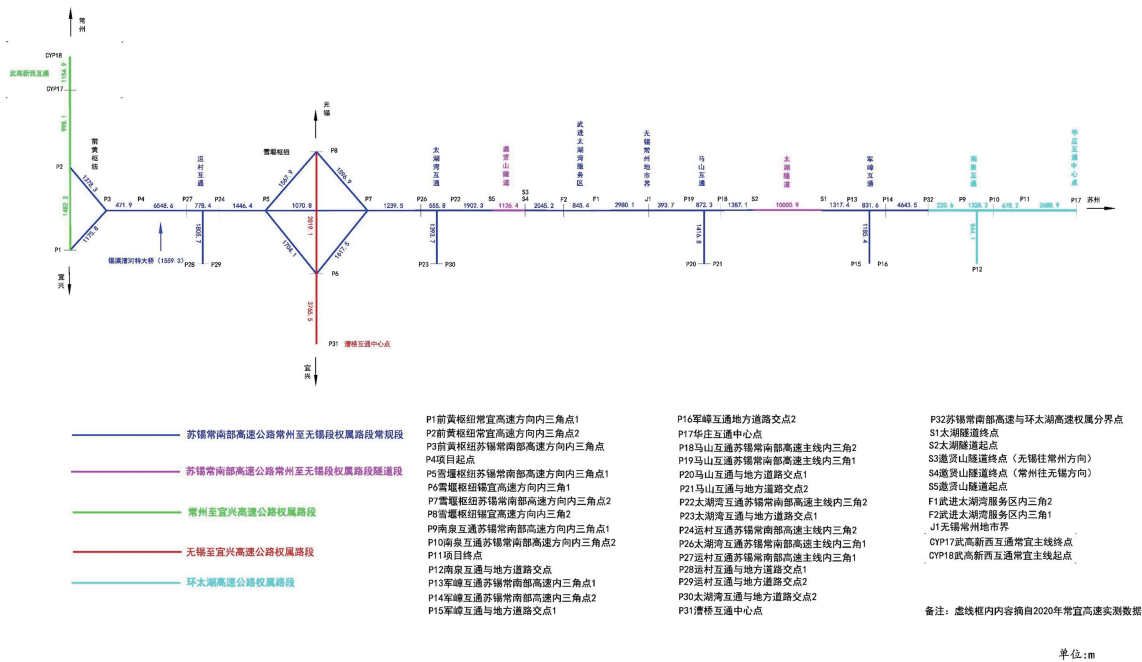 常州
CYP18
武高新西互通
1154.9
CYP17
998.1
P2
前黄枢纽
1378.3
1482.2
P3
1175.8
P1
宜兴
471.9
P4
6548.6
锡溧漕河特大桥（1559.3）
运村互通
P27
778.4
P24
1805.7
P28
P29
1446.4
无锡
雪堰枢纽
P8
1567.9
1096.9
P5
1070.8
2019.1
P7
1704.1
1617.5
P6
3765.5
P31
漕桥互通中心点
宜兴
1239.5
太湖湾互通
P26
555.8
P22
1393.7
P23
P30
1902.3
邀贤山隧道
S5
1126.4
S4
S3
2045.2
武进太湖湾服务区
F2
845.4
P1
2980.1
无锡常州地市界
J1
393.7
马山互通
P19
872.3
P18
1416.8
P20
P21
1387.1
太湖隧道
S2
10000.9
S1
1317.4
军嶂互通
P13
831.6
P14
1185.4
P15
P16
4643.5
P32
220.6
南泉互通
P9
1328.3
P10
944.1
P12
670.2
P11
2688.9
华庄互通中心点
P17
苏州
苏锡常南部高速公路常州至无锡段权属路段常规段
苏锡常南部高速公路常州至无锡段权属路段隧道段
常州至宜兴高速公路权属路段
无锡至宜兴高速公路权属路段
环太湖高速公路权属路段
P1前黄枢纽常宜高速方向内三角点1
P2前黄枢纽常宜高速方向内三角点2
P3前黄枢纽苏锡常南部高速方向内三角点
P4项目起点
P5雪堰枢纽苏锡常南部高速方向内三角点1
P6雪堰枢纽锡宜高速方向内三角1
P7雪堰枢纽苏锡常南部高速方向内三角点2
P8雪堰枢纽锡宜高速方向内三角2
P9南泉互通苏锡常南部高速方向内三角点1
P10南泉互通苏锡常南部高速方向内三角点2
P11项目终点
P12南泉互通与地方道路交点
P13军嶂互通苏锡常南部高速内三角点1
P14军嶂互通苏锡常南部高速内三角点2
P15军嶂互通与地方道路交点1
P16军嶂互通地方道路交点2
P17华庄互通中心点
P18马山互通苏锡常南部高速主线内三角2
P19马山互通苏锡常南部高速主线内三角1
P20马山互通与地方道路交点1
P21马山互通与地方道路交点2
P22太湖湾互通苏锡常南部高速主线内三角2
P23太湖湾互通与地方道路交点1
P24运村互通苏锡常南部高速主线内三角2
P26太湖湾互通苏锡常南部高速主线内三角1
P27运村互通苏锡常南部高速主线内三角1
P28运村互通与地方道路交点1
P29运村互通与地方道路交点2
P30太湖湾互通与地方道路交点2
P31漕桥互通中心点
P32苏锡常南部高速与环太湖高速权属分界点
S1太湖隧道终点
S2太湖隧道起点
S3邀贤山隧道终点（无锡往常州方向）
S4邀贤山隧道终点（常州往无锡方向）
S5邀贤山隧道起点
F1武进太湖湾服务区内三角2
F2武进太湖湾服务区内三角1
J1无锡常州地市界
CYP17武高新西互通常宜主线终点
CYP18武高新西互通常宜主线起点
备注：虚线框内内容摘自2020年常宜高速实测数据
单位:m